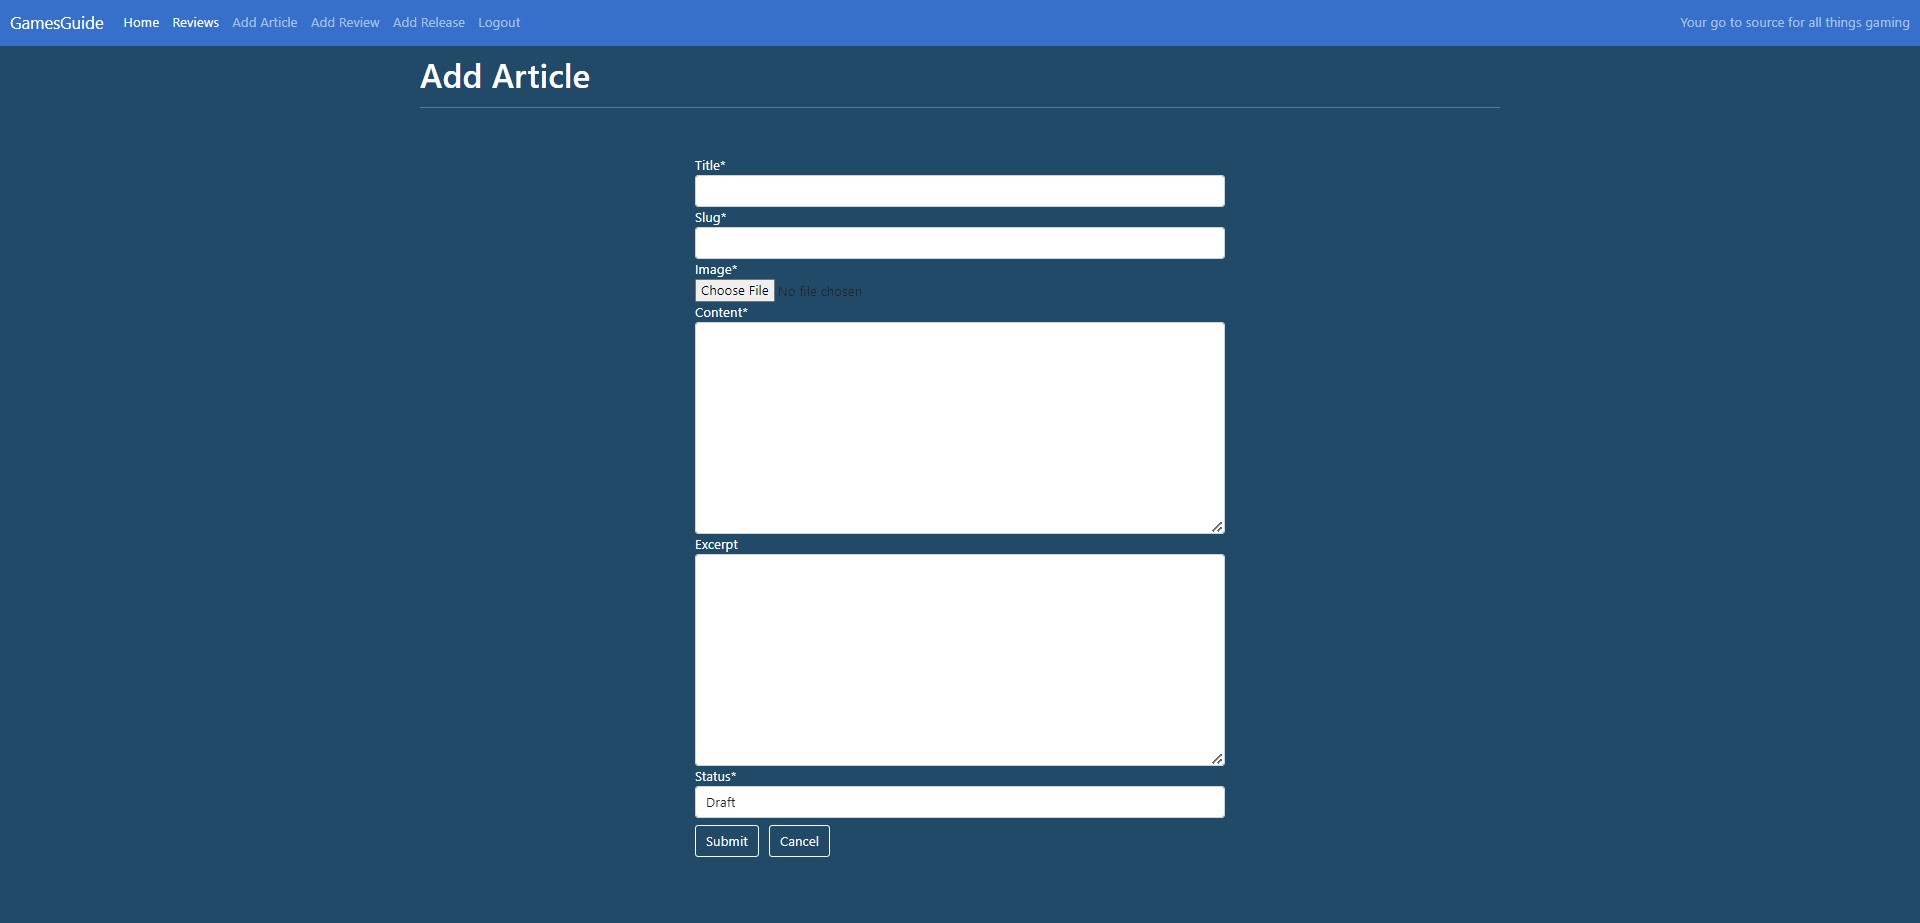 GamesGuide Home Reviews Add Article Add Review Add Release Logout Your go to source for all things gaming
Add Article
Title*
Slug*
Image*
Choose File No file chosen
Content*
Excerpt
Status*
Draft
Submit Cancel